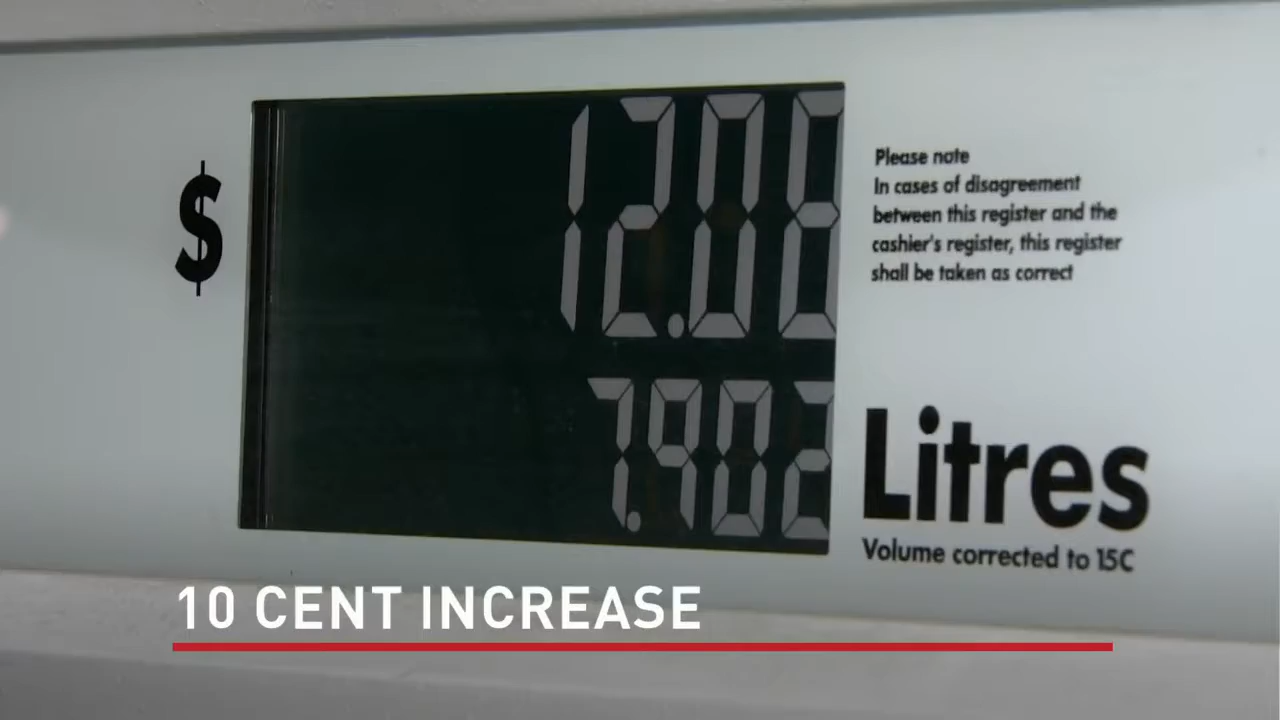 $
12.06
Please note
In cases of disagreement
between this register and the
cashier's register, this register
shall be taken as correct
7.902
Litres
Volume corrected to 15C
10 CENT INCREASE